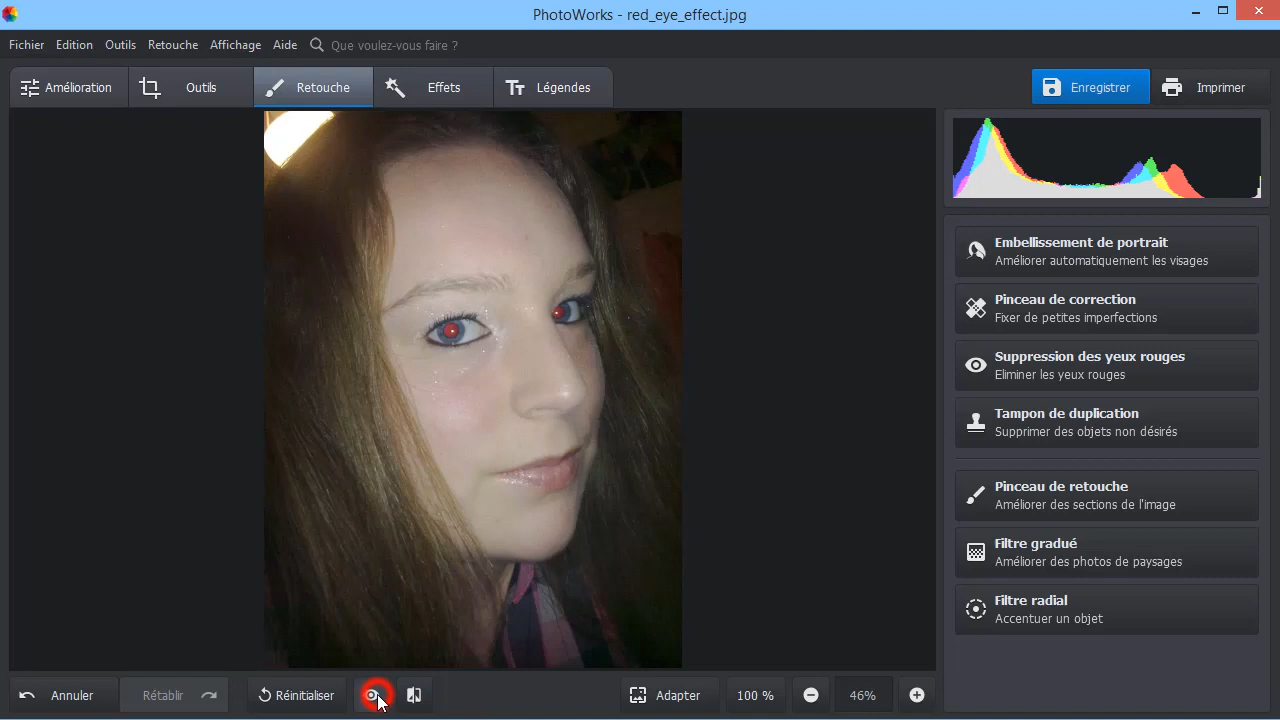 PhotoWorks - red_eye_effect.jpg
Fichier Edition Outils Retouche Affichage Aide Que voulez-vous faire ?
Amélioration Outils Retouche Effets Légendes Enregistrer Imprimer
Embellissement de portrait
Améliorer automatiquement les visages
Pinceau de correction
Fixer de petites imperfections
Suppression des yeux rouges
Eliminer les yeux rouges
Tampon de duplication
Supprimer des objets non désirés
Pinceau de retouche
Améliorer des sections de l'image
Filtre gradué
Améliorer des photos de paysages
Filtre radial
Accentuer un objet
Annuler Rétablir Réinitialiser Adapter 100 % 46%